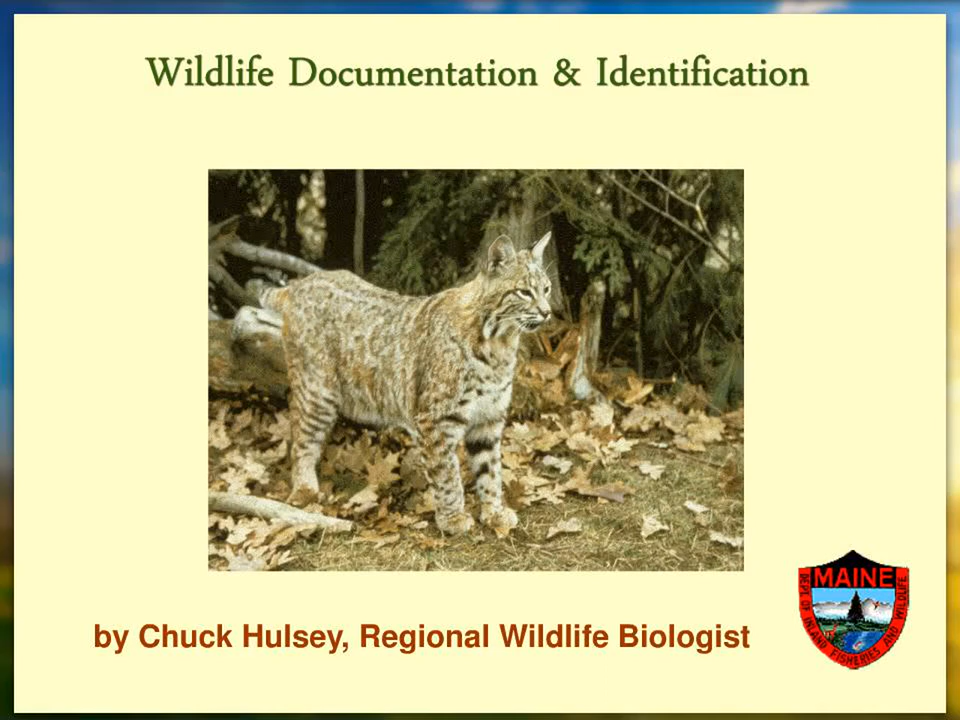 Wildlife Documentation & Identification
by Chuck Hulsey, Regional Wildlife Biologist
MAINE
DEPT. OF INLAND FISHERIES AND WILDLIFE